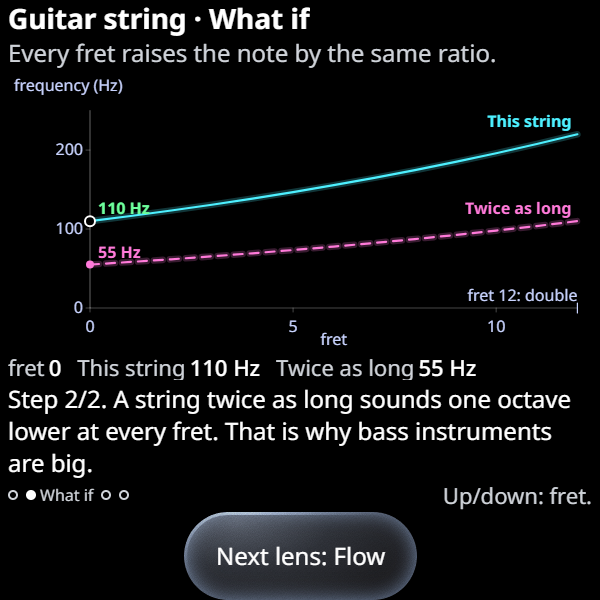 Guitar string · What if
Every fret raises the note by the same ratio.
frequency (Hz)
This string
200
110 Hz
Twice as long
100
55 Hz
fret 12: double
0
0 5 10
fret
fret 0 This string 110 Hz Twice as long 55 Hz
Step 2/2. A string twice as long sounds one octave
lower at every fret. That is why bass instruments
are big.
What if
Up/down: fret.
Next lens: Flow